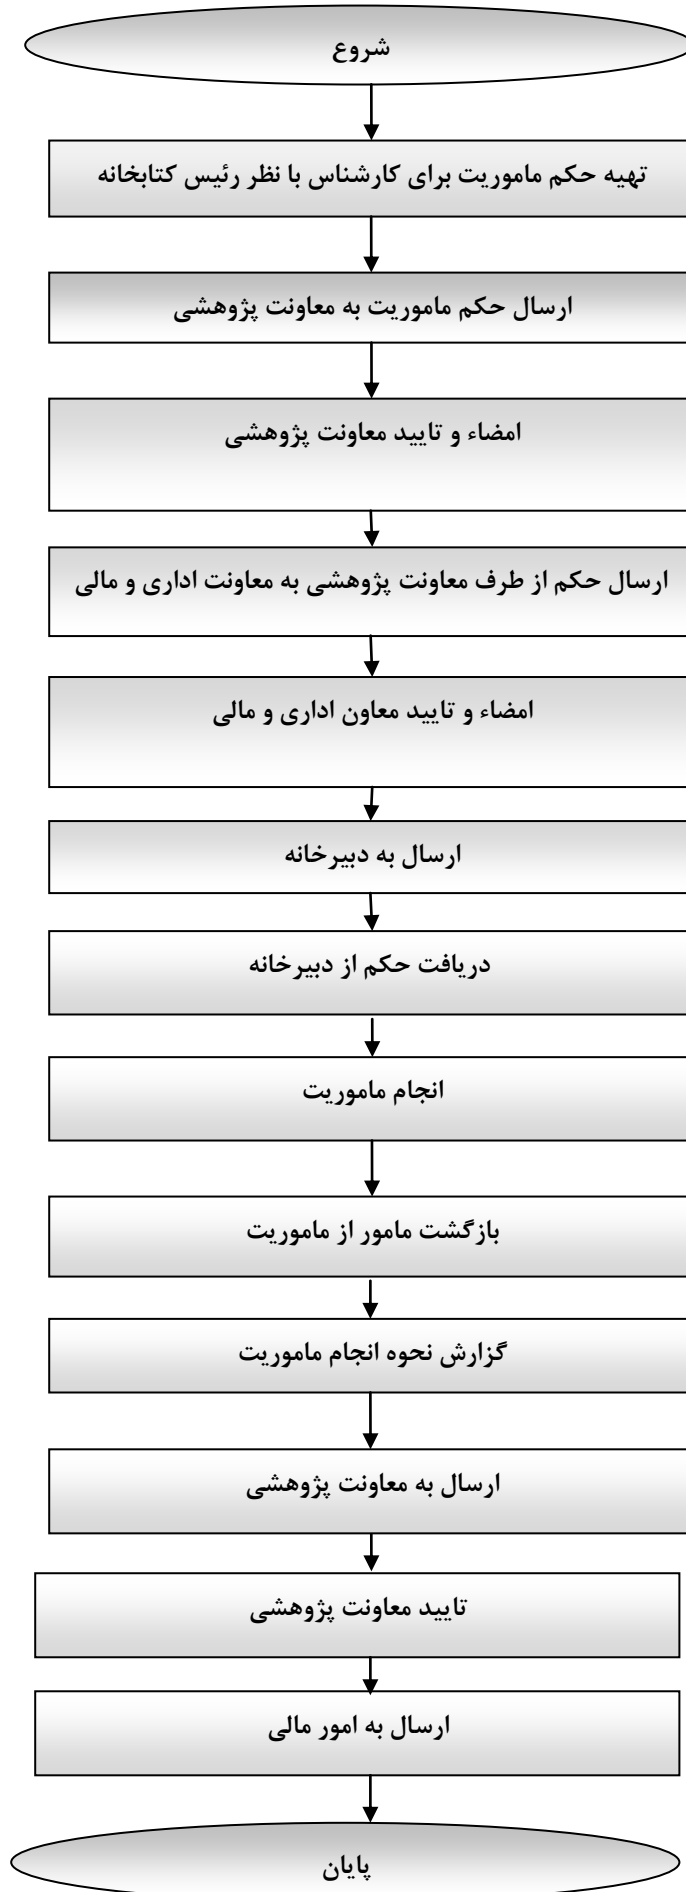 شروع
تهیه حکم ماموریت برای کارشناس با نظر رئیس کتابخانه
ارسال حکم ماموریت به معاونت پژوهشی
امضاء و تایید معاونت پژوهشی
ارسال حکم از طرف معاونت پژوهشی به معاونت اداری و مالی
امضاء و تایید معاون اداری و مالی
ارسال به دبیرخانه
دریافت حکم از دبیرخانه
انجام ماموریت
بازگشت مامور از ماموریت
گزارش نحوه انجام ماموریت
ارسال به معاونت پژوهشی
تایید معاونت پژوهشی
ارسال به امور مالی
پایان